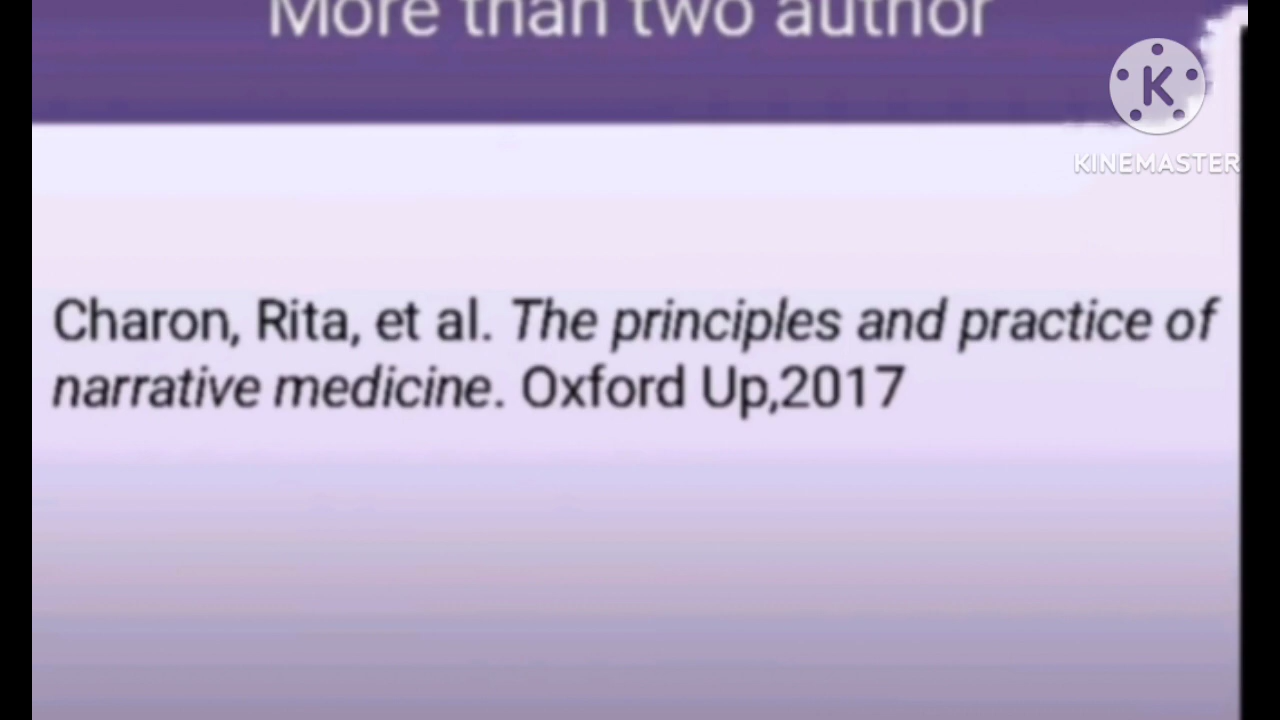 More than two author
K
KINEMASTER
Charon, Rita, et al. The principles and practice of
narrative medicine. Oxford Up,2017